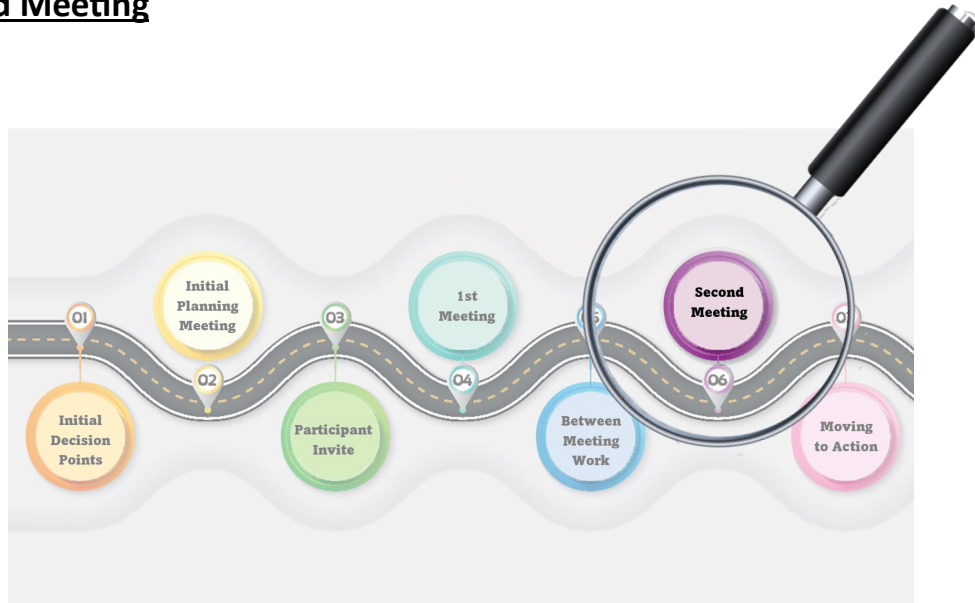 d Meeting
01
Initial
Decision
Points
Initial
Planning
Meeting
02
03
Participant
Invite
1st
Meeting
04
Between
Meeting
Work
Second
Meeting
06
Moving
to Action